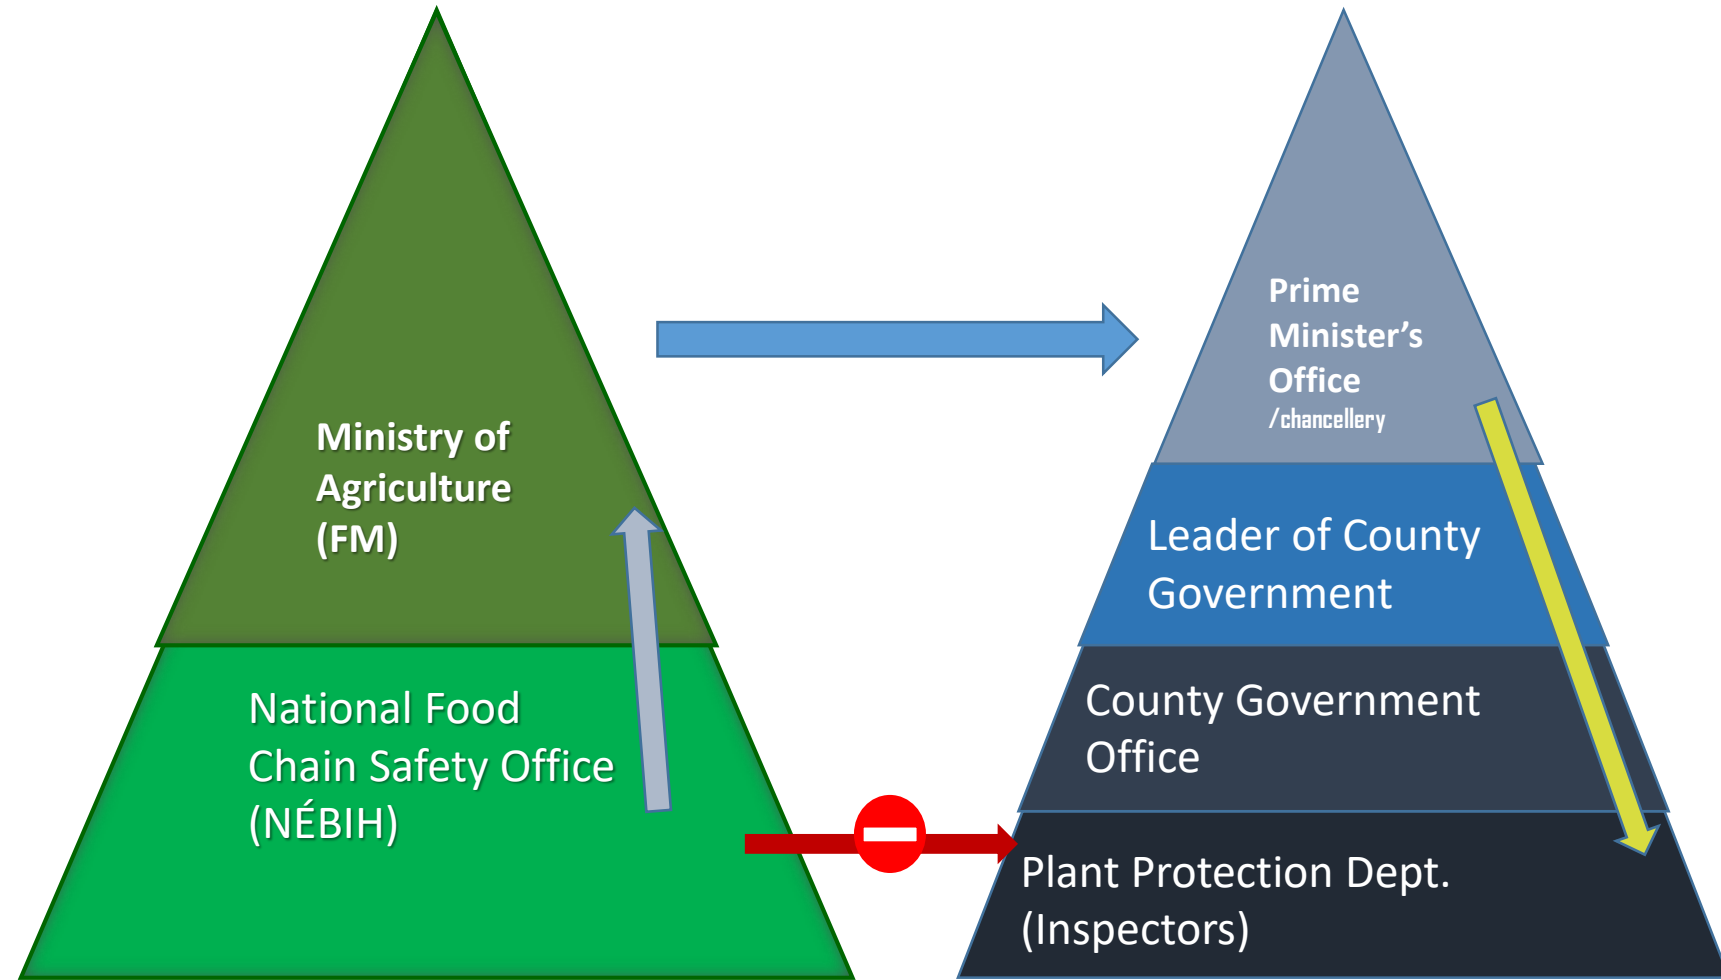 Ministry of
Agriculture
(FM)
National Food
Chain Safety Office
(NÉBIH)
Prime
Minister’s
Office
/chancellery
Leader of County
Government
County Government
Office
Plant Protection Dept.
(Inspectors)